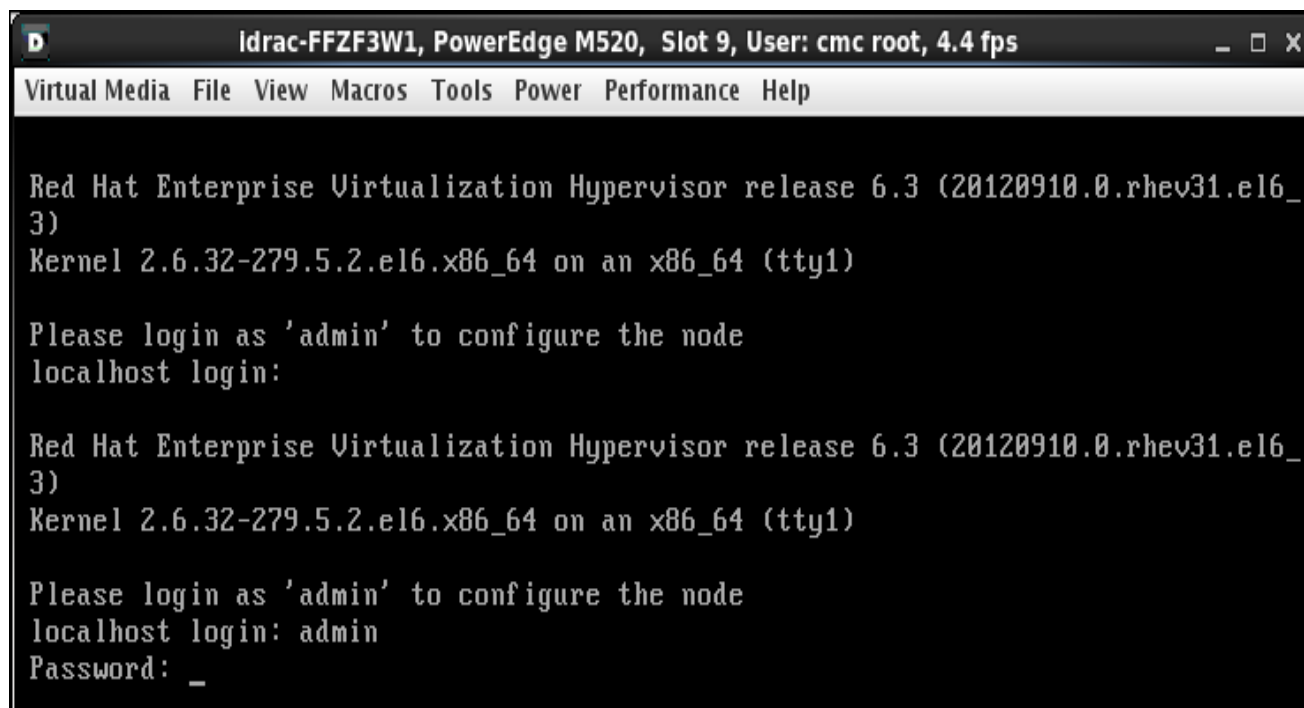 D
idrac-FFZF3W1, PowerEdge M520, Slot 9, User: cmc root, 4.4 fps
Virtual Media File View Macros Tools Power Performance Help
Red Hat Enterprise Virtualization Hypervisor release 6.3 (20120910.0.rhev31.el6_
3)
Kernel 2.6.32-279.5.2.el6.x86_64 on an x86_64 (tty1)
Please login as 'admin' to configure the node
localhost login:
Red Hat Enterprise Virtualization Hypervisor release 6.3 (20120910.0.rhev31.el6_
3)
Kernel 2.6.32-279.5.2.el6.x86_64 on an x86_64 (tty1)
Please login as 'admin' to configure the node
localhost login: admin
Password: _